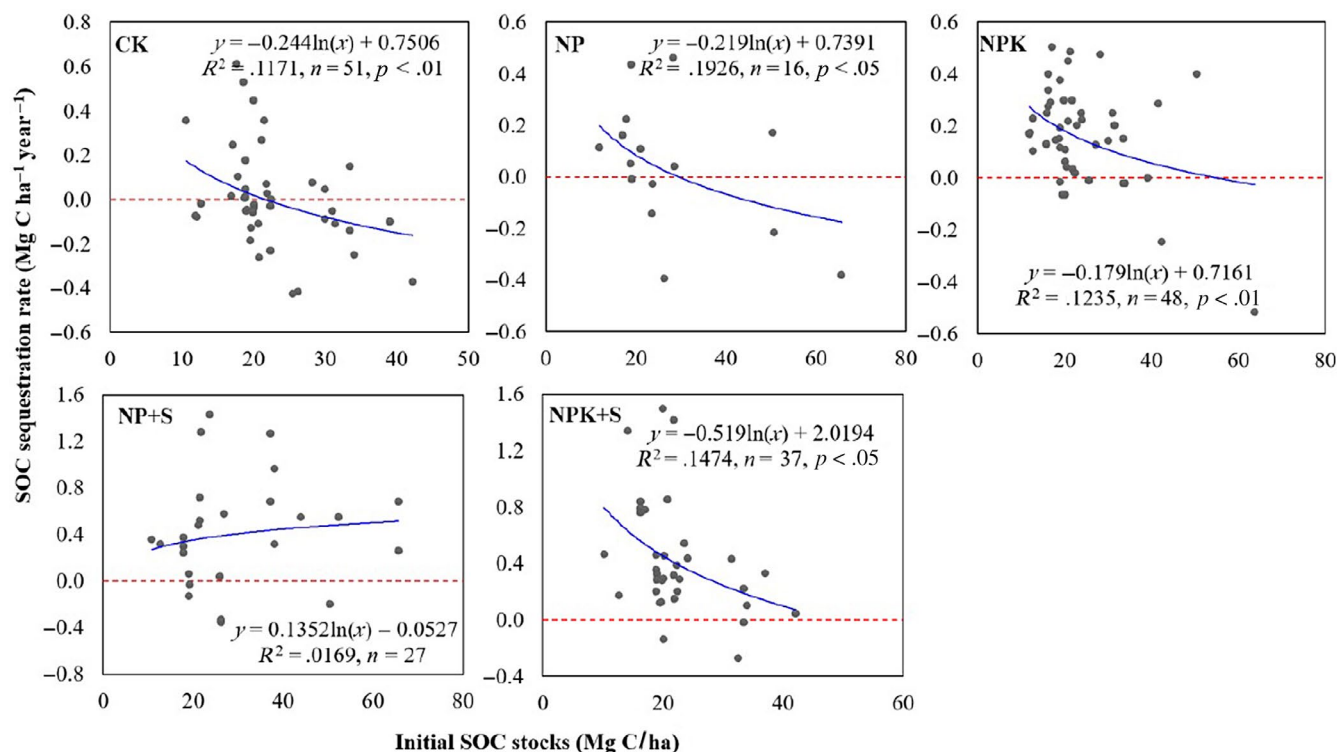 SOC sequestration rate (Mg C ha⁻¹ year⁻¹)
CK
y = −0.244ln(x) + 0.7506
R² = .1171, n = 51, p < .01
0.8
0.6
0.4
0.2
0.0
−0.2
−0.4
−0.6
0 10 20 30 40 50
NP
y = −0.219ln(x) + 0.7391
R² = .1926, n = 16, p < .05
0.6
0.4
0.2
0.0
−0.2
−0.4
−0.6
0 20 40 60 80
NPK
0.6
0.4
0.2
0.0
−0.2
−0.4
−0.6
y = −0.179ln(x) + 0.7161
R² = .1235, n = 48, p < .01
0 20 40 60 80
NP+S
1.6
1.2
0.8
0.4
0.0
−0.4
−0.8
y = 0.1352ln(x) − 0.0527
R² = .0169, n = 27
0 20 40 60 80
NPK+S
y = −0.519ln(x) + 2.0194
R² = .1474, n = 37, p < .05
1.6
1.2
0.8
0.4
0.0
−0.4
0 20 40 60
Initial SOC stocks (Mg C/ha)